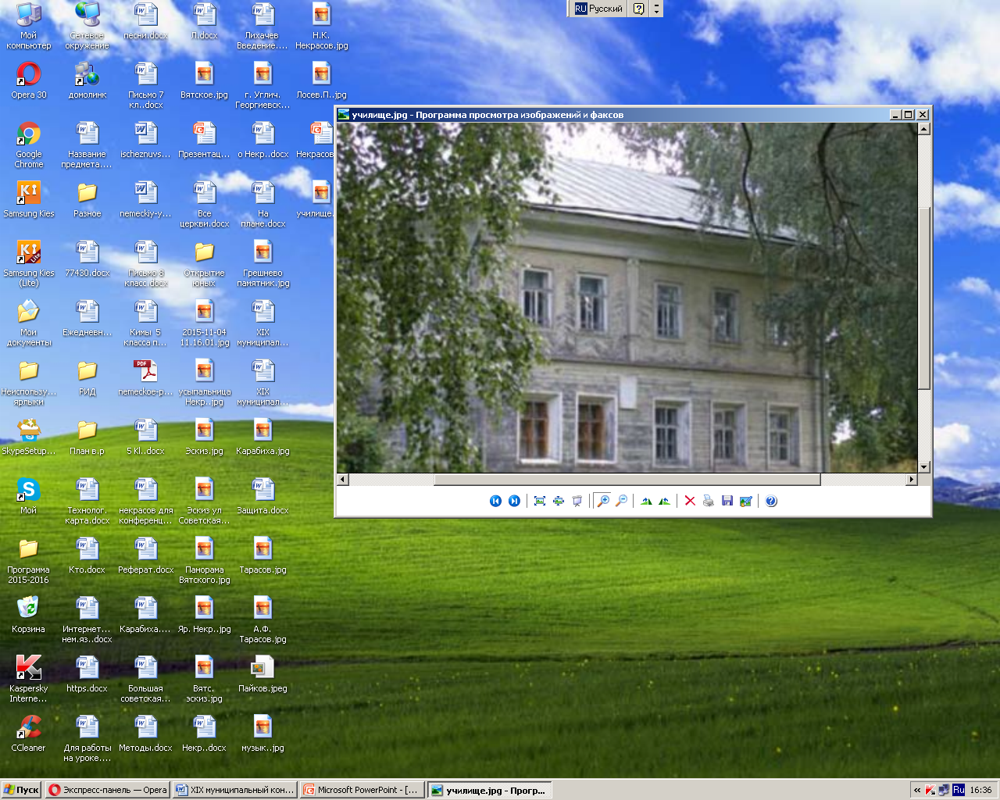 RU Русский
Мой
компьютер
Сетевое
окружение
песни.docx
Л.docx
Лихачев
Введение....
Н.К.
Некрасов.jpg
Opera 30
домолинк
Письмо 7
кл..docx
Вятское.jpg
г. Углич.
Георгиевск...
Лосев.П..jpg
училище.jpg - Программа просмотра изображений и факсов
Google
Chrome
Название
предмета....
ischeznuvs...
Презентац...
о Некр..docx
Некрасов
Samsung Kies
Разное
nemeckiy-y...
Все
церкви.docx
На
плане.docx
училище.
Samsung Kies
(Lite)
77430.docx
Письмо 8
класс.docx
Открытие
юных
Грешнево
памятник.jpg
Мои
документы
Ежедневн...
Кимы 5
класса п...
2015-11-04
11.16.01.jpg
XIX
муниципал...
Неиспользу...
ярлыки
РИД
PDF
nemeckoe-p...
усыпальница
Некр..jpg
XIX
муниципал...
SkypeSetup...
План в.р
5 Kl..docx
Эскиз.jpg
Карабиха.jpg
Мой
Технолог.
карта.docx
некрасов для
конференц...
Эскиз ул
Советская...
Защита.docx
Программа
2015-2016
Кто.docx
Реферат.docx
Панорама
Вятского.jpg
Тарасов.jpg
Корзина
Интернет...
нем.яз..docx
Карабиха....
Яр. Некр..jpg
А.Ф.
Тарасов.jpg
Kaspersky
Interne...
https.docx
Большая
советская...
Вятс.
эскиз.jpg
Пайков.jpeg
CCleaner
Для работы
на уроке....
Методы.docx
Некр..docx
музык..jpg
Пуск
Экспресс-панель — Opera
XIX муниципальный кон...
Microsoft PowerPoint - [...
училище.jpg - Прогр...
Ru
16:36